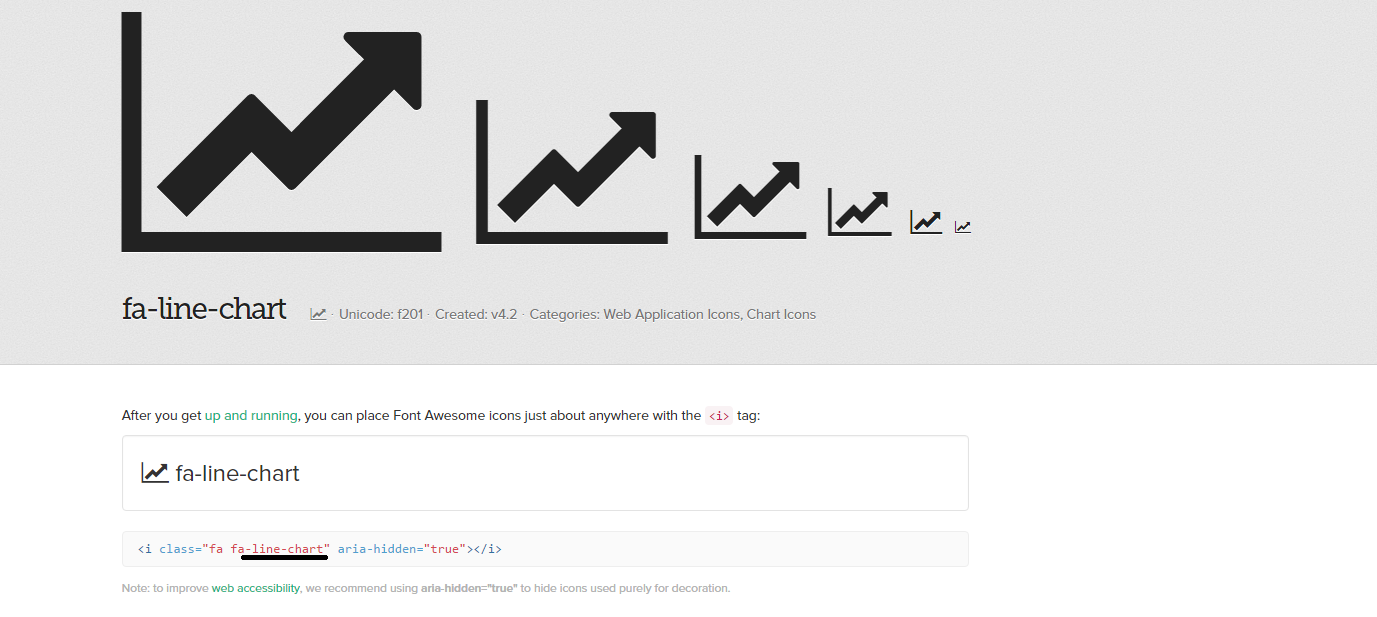 fa-line-chart · Unicode: f201 · Created: v4.2 · Categories: Web Application Icons, Chart Icons
After you get up and running, you can place Font Awesome icons just about anywhere with the <i> tag:
fa-line-chart
<i class="fa fa-line-chart" aria-hidden="true"></i>
Note: to improve web accessibility, we recommend using aria-hidden="true" to hide icons used purely for decoration.